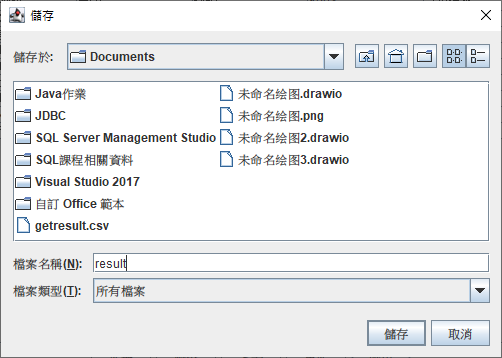 儲存
儲存於:
Documents
Java作業
JDBC
SQL Server Management Studio
SQL課程相關資料
Visual Studio 2017
自訂 Office 範本
getresult.csv
未命名绘图.drawio
未命名绘图.png
未命名绘图2.drawio
未命名绘图3.drawio
檔案名稱(N):
result
檔案類型(T):
所有檔案
儲存
取消